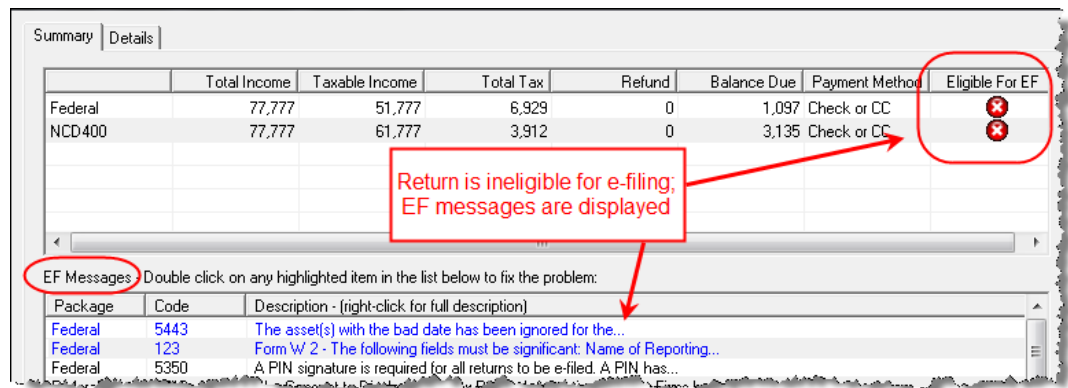 Summary Details
Total Income Taxable Income Total Tax Refund Balance Due Payment Method Eligible For EF
Federal 77,777 51,777 6,929 0 1,097 Check or CC
NCD400 77,777 61,777 3,912 0 3,135 Check or CC
Return is ineligible for e-filing;
EF messages are displayed
EF Messages - Double click on any highlighted item in the list below to fix the problem:
Package Code Description - (right-click for full description)
Federal 5443 The asset(s) with the bad date has been ignored for the...
Federal 123 Form W 2 - The following fields must be significant: Name of Reporting...
Federal 5350 A PIN signature is required for all returns to be e-filed. A PIN has...